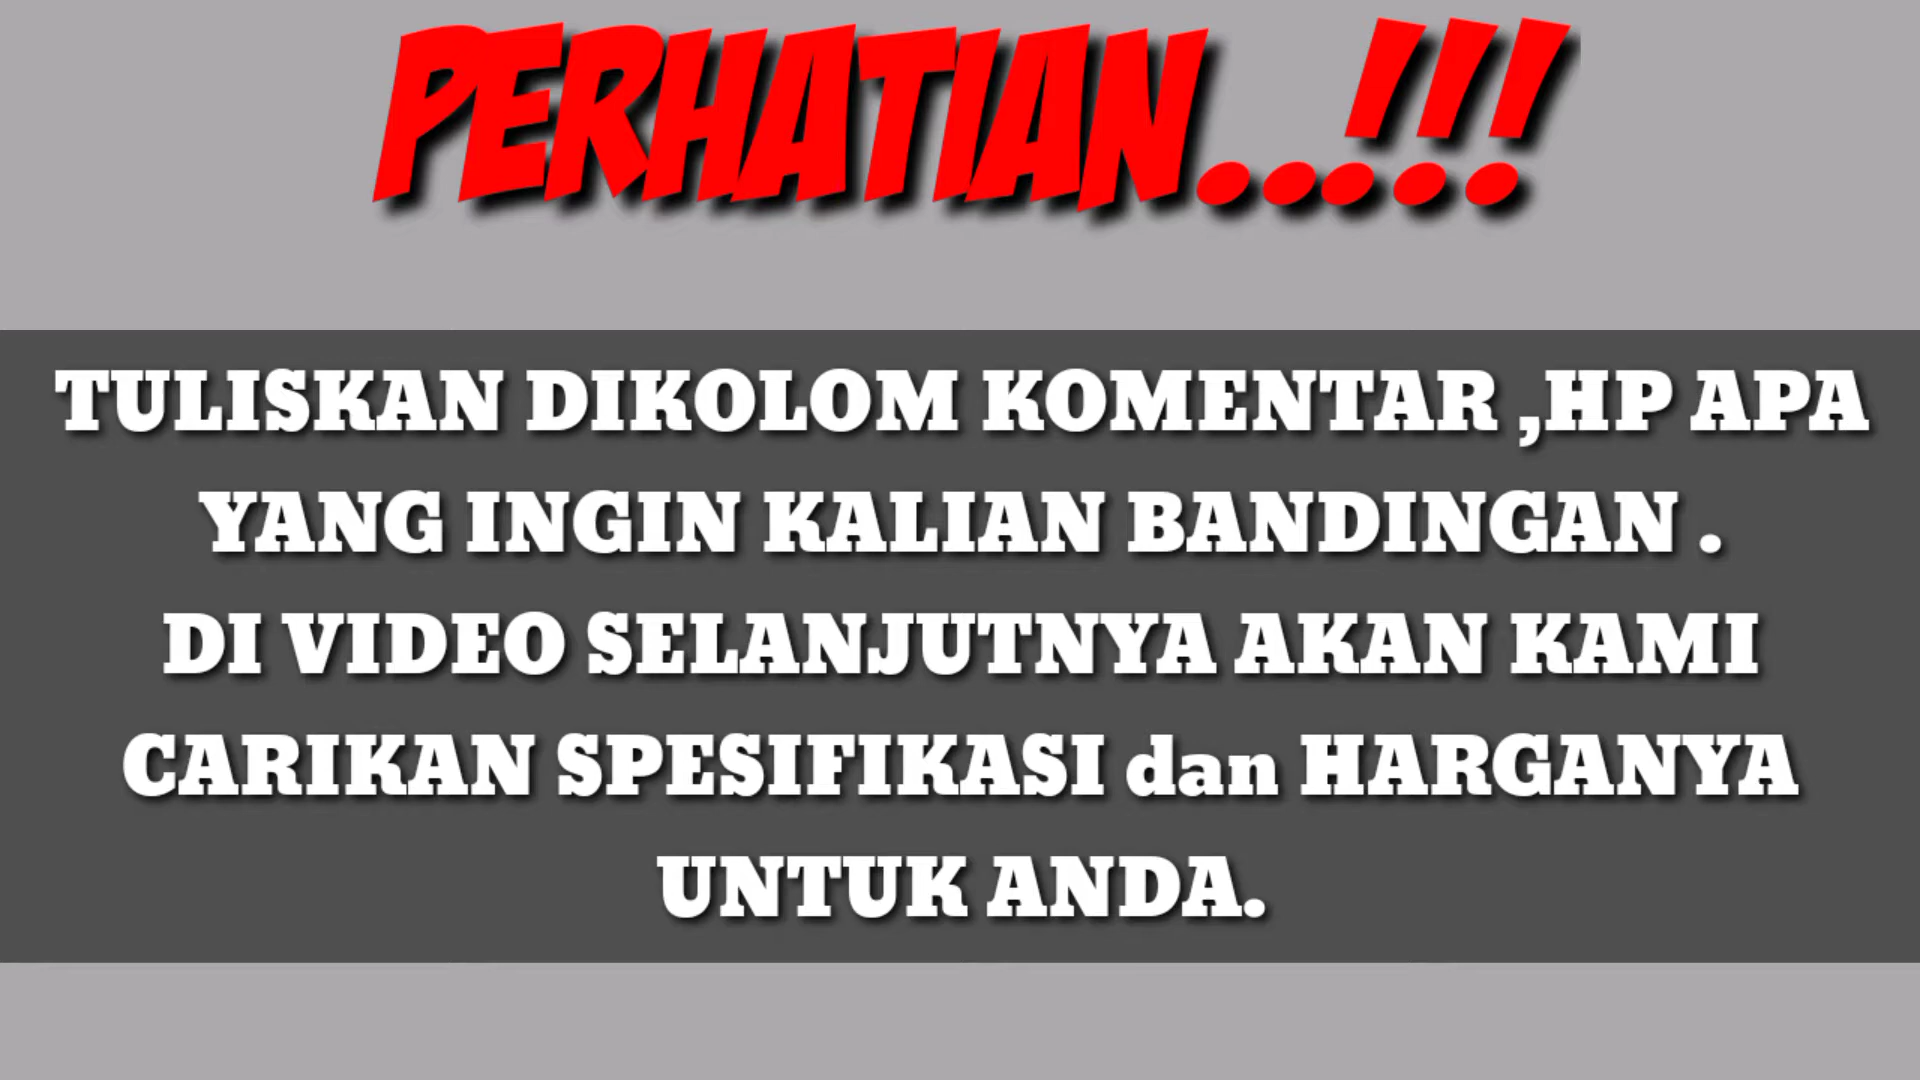 PERHATIAN..!!!
TULISKAN DIKOLOM KOMENTAR ,HP APA
YANG INGIN KALIAN BANDINGAN .
DI VIDEO SELANJUTNYA AKAN KAMI
CARIKAN SPESIFIKASI dan HARGANYA
UNTUK ANDA.